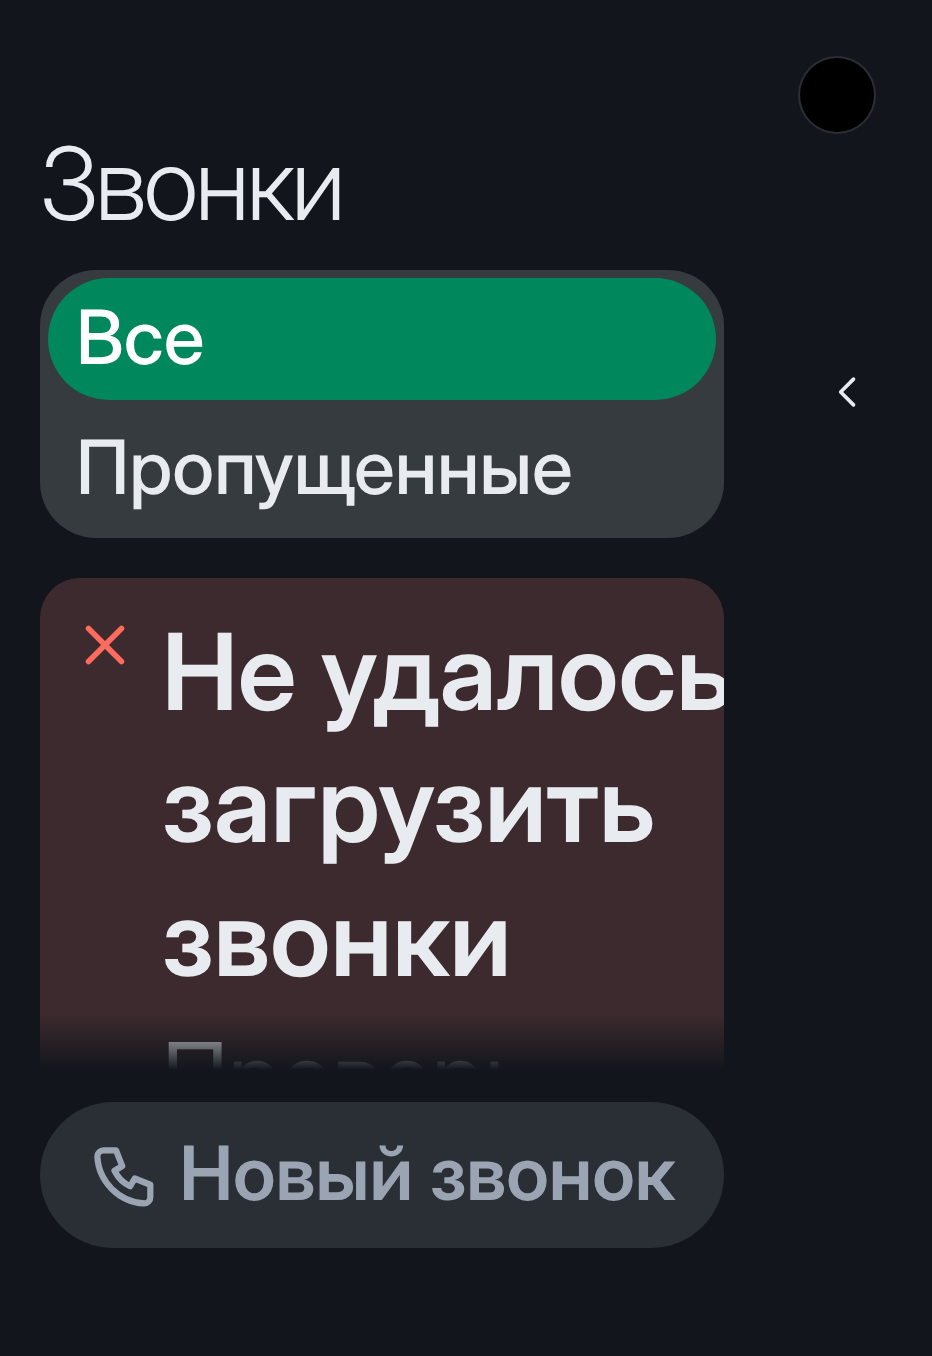 Звонки
Все
Пропущенные
Не удалось
загрузить
звонки
Новый звонок